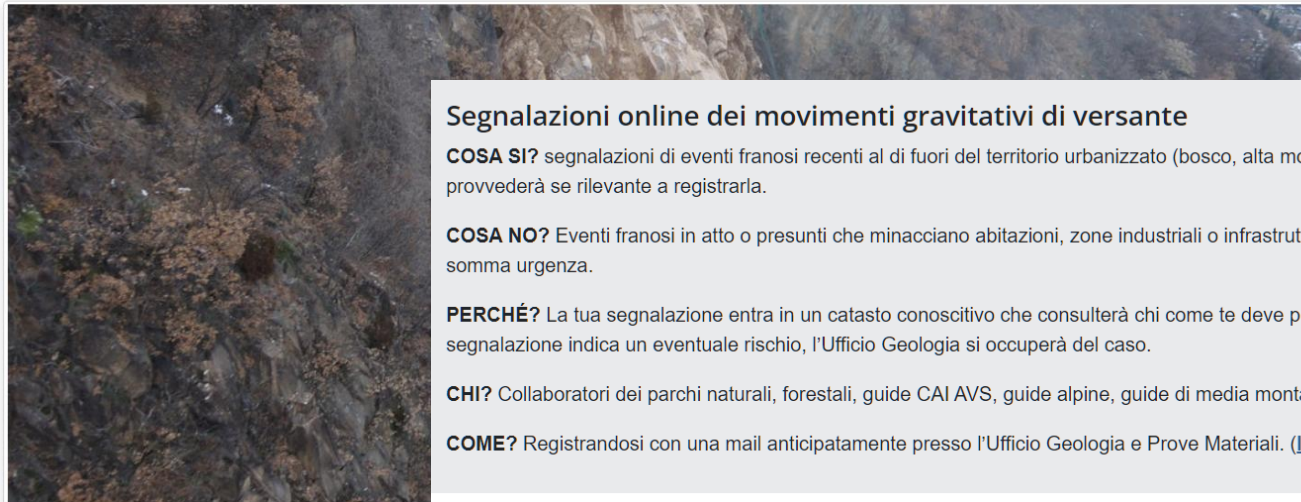 Segnalazioni online dei movimenti gravitativi di versante
COSA SI? segnalazioni di eventi franosi recenti al di fuori del territorio urbanizzato (bosco, alta
provvederà se rilevante a registrarla.
COSA NO? Eventi franosi in atto o presunti che minacciano abitazioni, zone industriali o
somma urgenza.
PERCHÉ? La tua segnalazione entra in un catasto conoscitivo che consulterà chi come te deve
segnalazione indica un eventuale rischio, l’Ufficio Geologia si occuperà del caso.
CHI? Collaboratori dei parchi naturali, forestali, guide CAI AVS, guide alpine, guide di media
COME? Registrandosi con una mail anticipatamente presso l’Ufficio Geologia e Prove Materiali. (